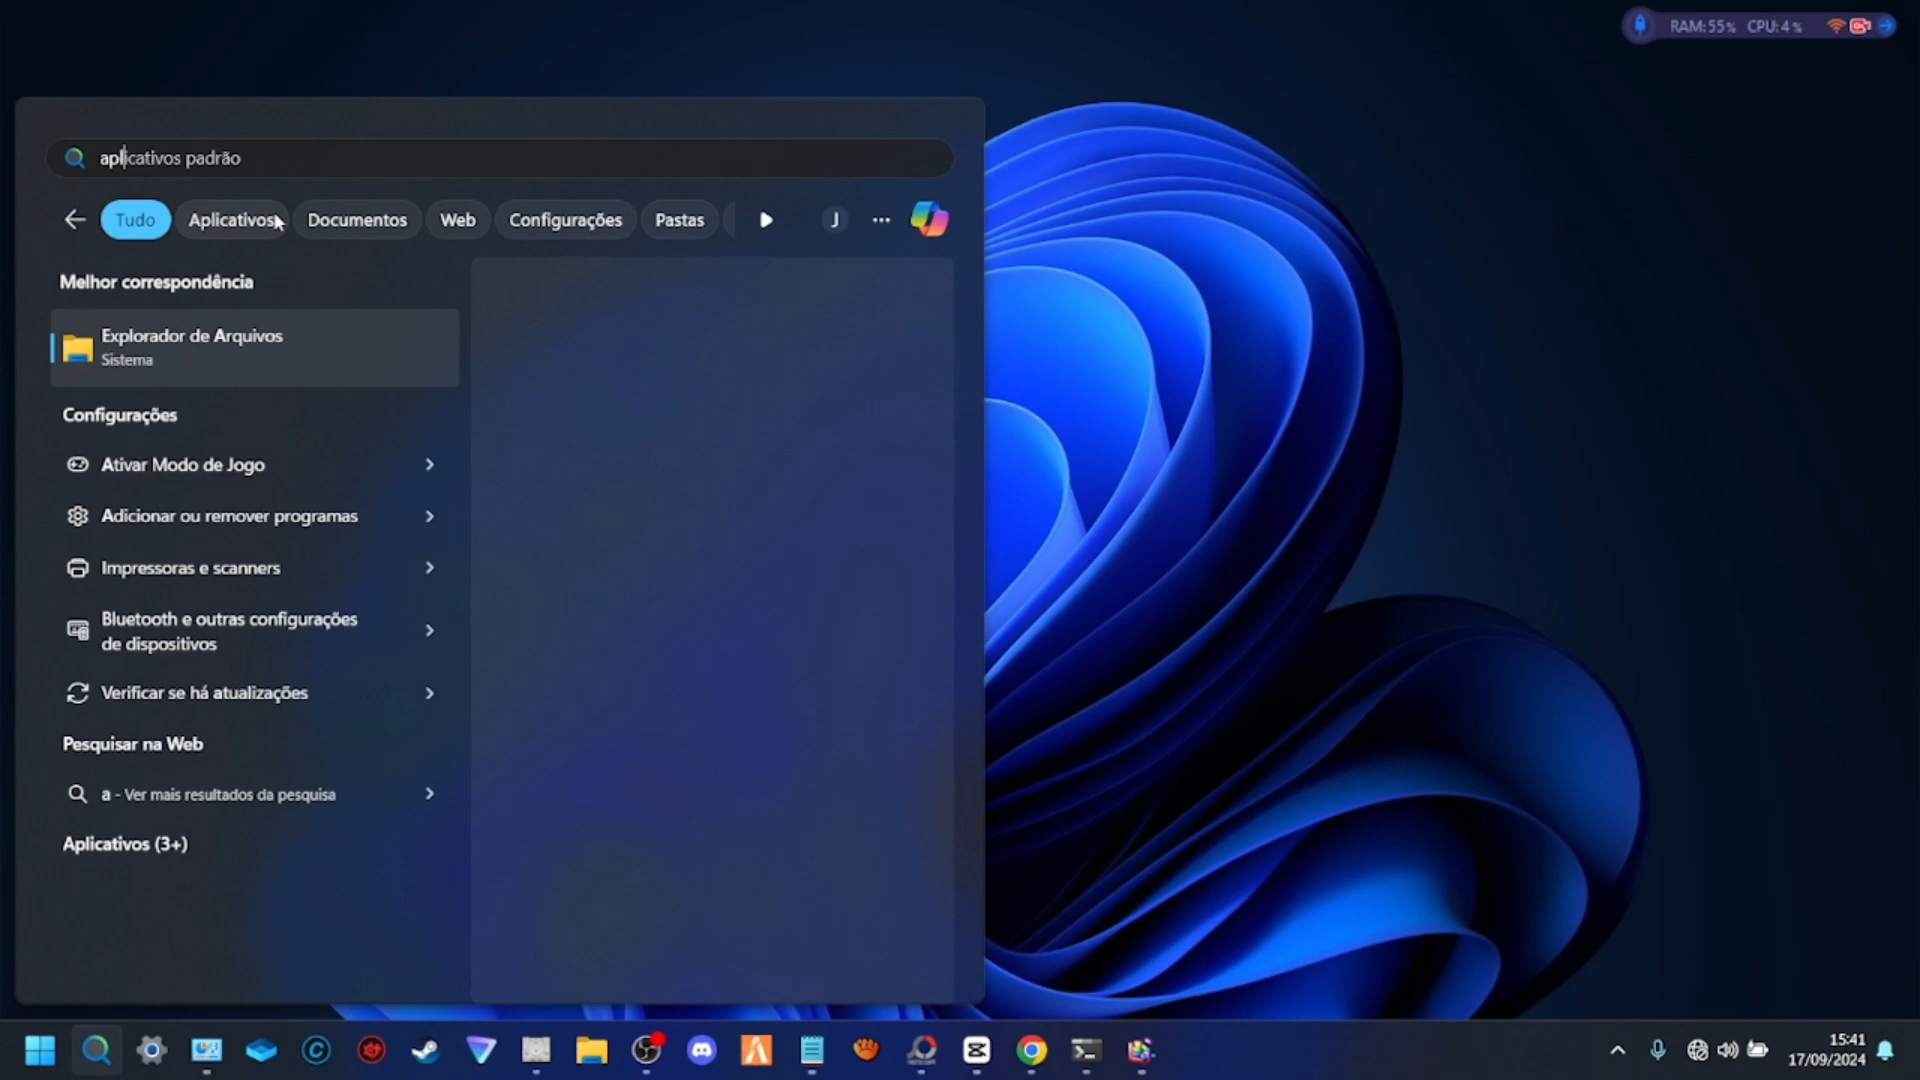 RAM:55% CPU:4%
aplicativos padrão
Tudo Aplicativos Documentos Web Configurações Pastas J ...
Melhor correspondência
Explorador de Arquivos
Sistema
Configurações
Ativar Modo de Jogo
Adicionar ou remover programas
Impressoras e scanners
Bluetooth e outras configurações
de dispositivos
Verificar se há atualizações
Pesquisar na Web
a - Ver mais resultados da pesquisa
Aplicativos (3+)
15:41
17/09/2024